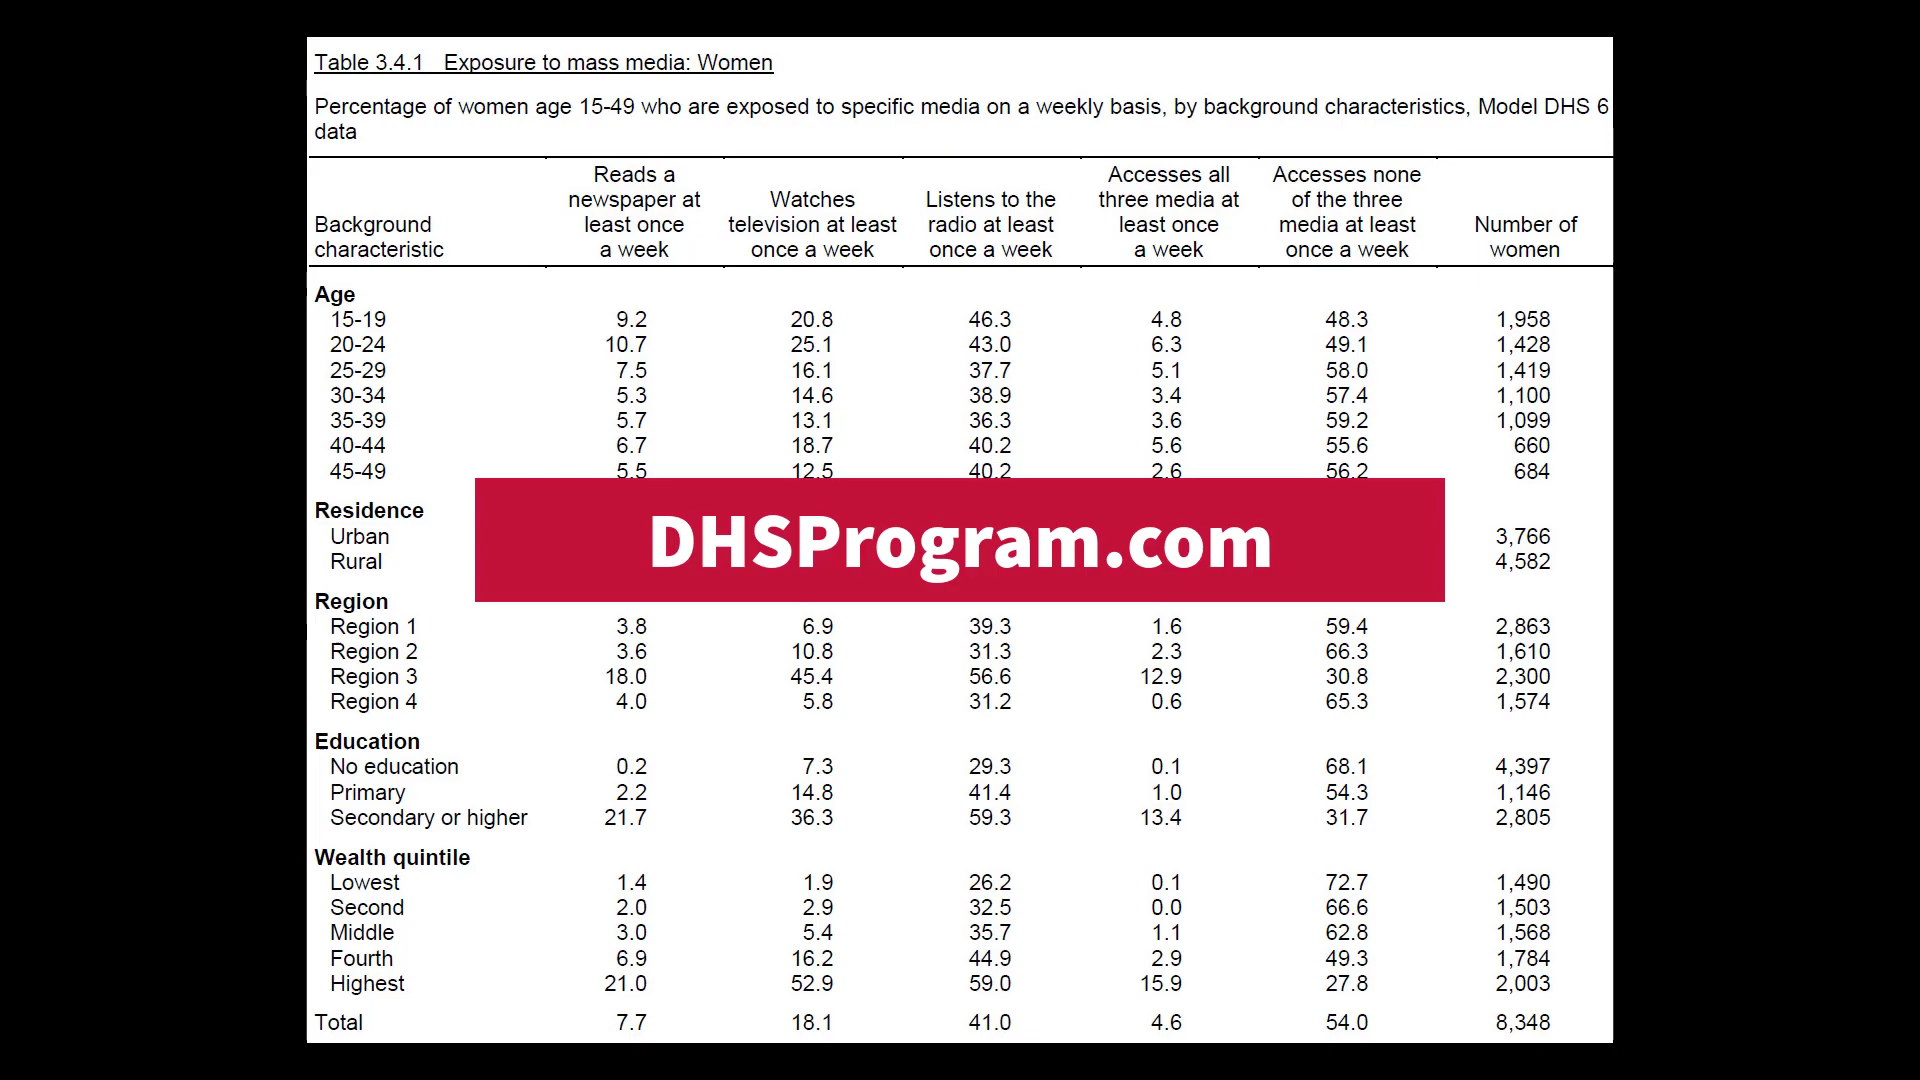 Table 3.4.1 Exposure to mass media: Women
Percentage of women age 15-49 who are exposed to specific media on a weekly basis, by background characteristics, Model DHS 6
data
Background characteristic | Reads a newspaper at least once a week | Watches television at least once a week | Listens to the radio at least once a week | Accesses all three media at least once a week | Accesses none of the three media at least once a week | Number of women
Age
15-19 9.2 20.8 46.3 4.8 48.3 1,958
20-24 10.7 25.1 43.0 6.3 49.1 1,428
25-29 7.5 16.1 37.7 5.1 58.0 1,419
30-34 5.3 14.6 38.9 3.4 57.4 1,100
35-39 5.7 13.1 36.3 3.6 59.2 1,099
40-44 6.7 18.7 40.2 5.6 55.6 660
45-49 5.5 12.5 40.2 2.6 56.2 684
Residence
Urban 3,766
Rural 4,582
DHSProgram.com
Region
Region 1 3.8 6.9 39.3 1.6 59.4 2,863
Region 2 3.6 10.8 31.3 2.3 66.3 1,610
Region 3 18.0 45.4 56.6 12.9 30.8 2,300
Region 4 4.0 5.8 31.2 0.6 65.3 1,574
Education
No education 0.2 7.3 29.3 0.1 68.1 4,397
Primary 2.2 14.8 41.4 1.0 54.3 1,146
Secondary or higher 21.7 36.3 59.3 13.4 31.7 2,805
Wealth quintile
Lowest 1.4 1.9 26.2 0.1 72.7 1,490
Second 2.0 2.9 32.5 0.0 66.6 1,503
Middle 3.0 5.4 35.7 1.1 62.8 1,568
Fourth 6.9 16.2 44.9 2.9 49.3 1,784
Highest 21.0 52.9 59.0 15.9 27.8 2,003
Total 7.7 18.1 41.0 4.6 54.0 8,348